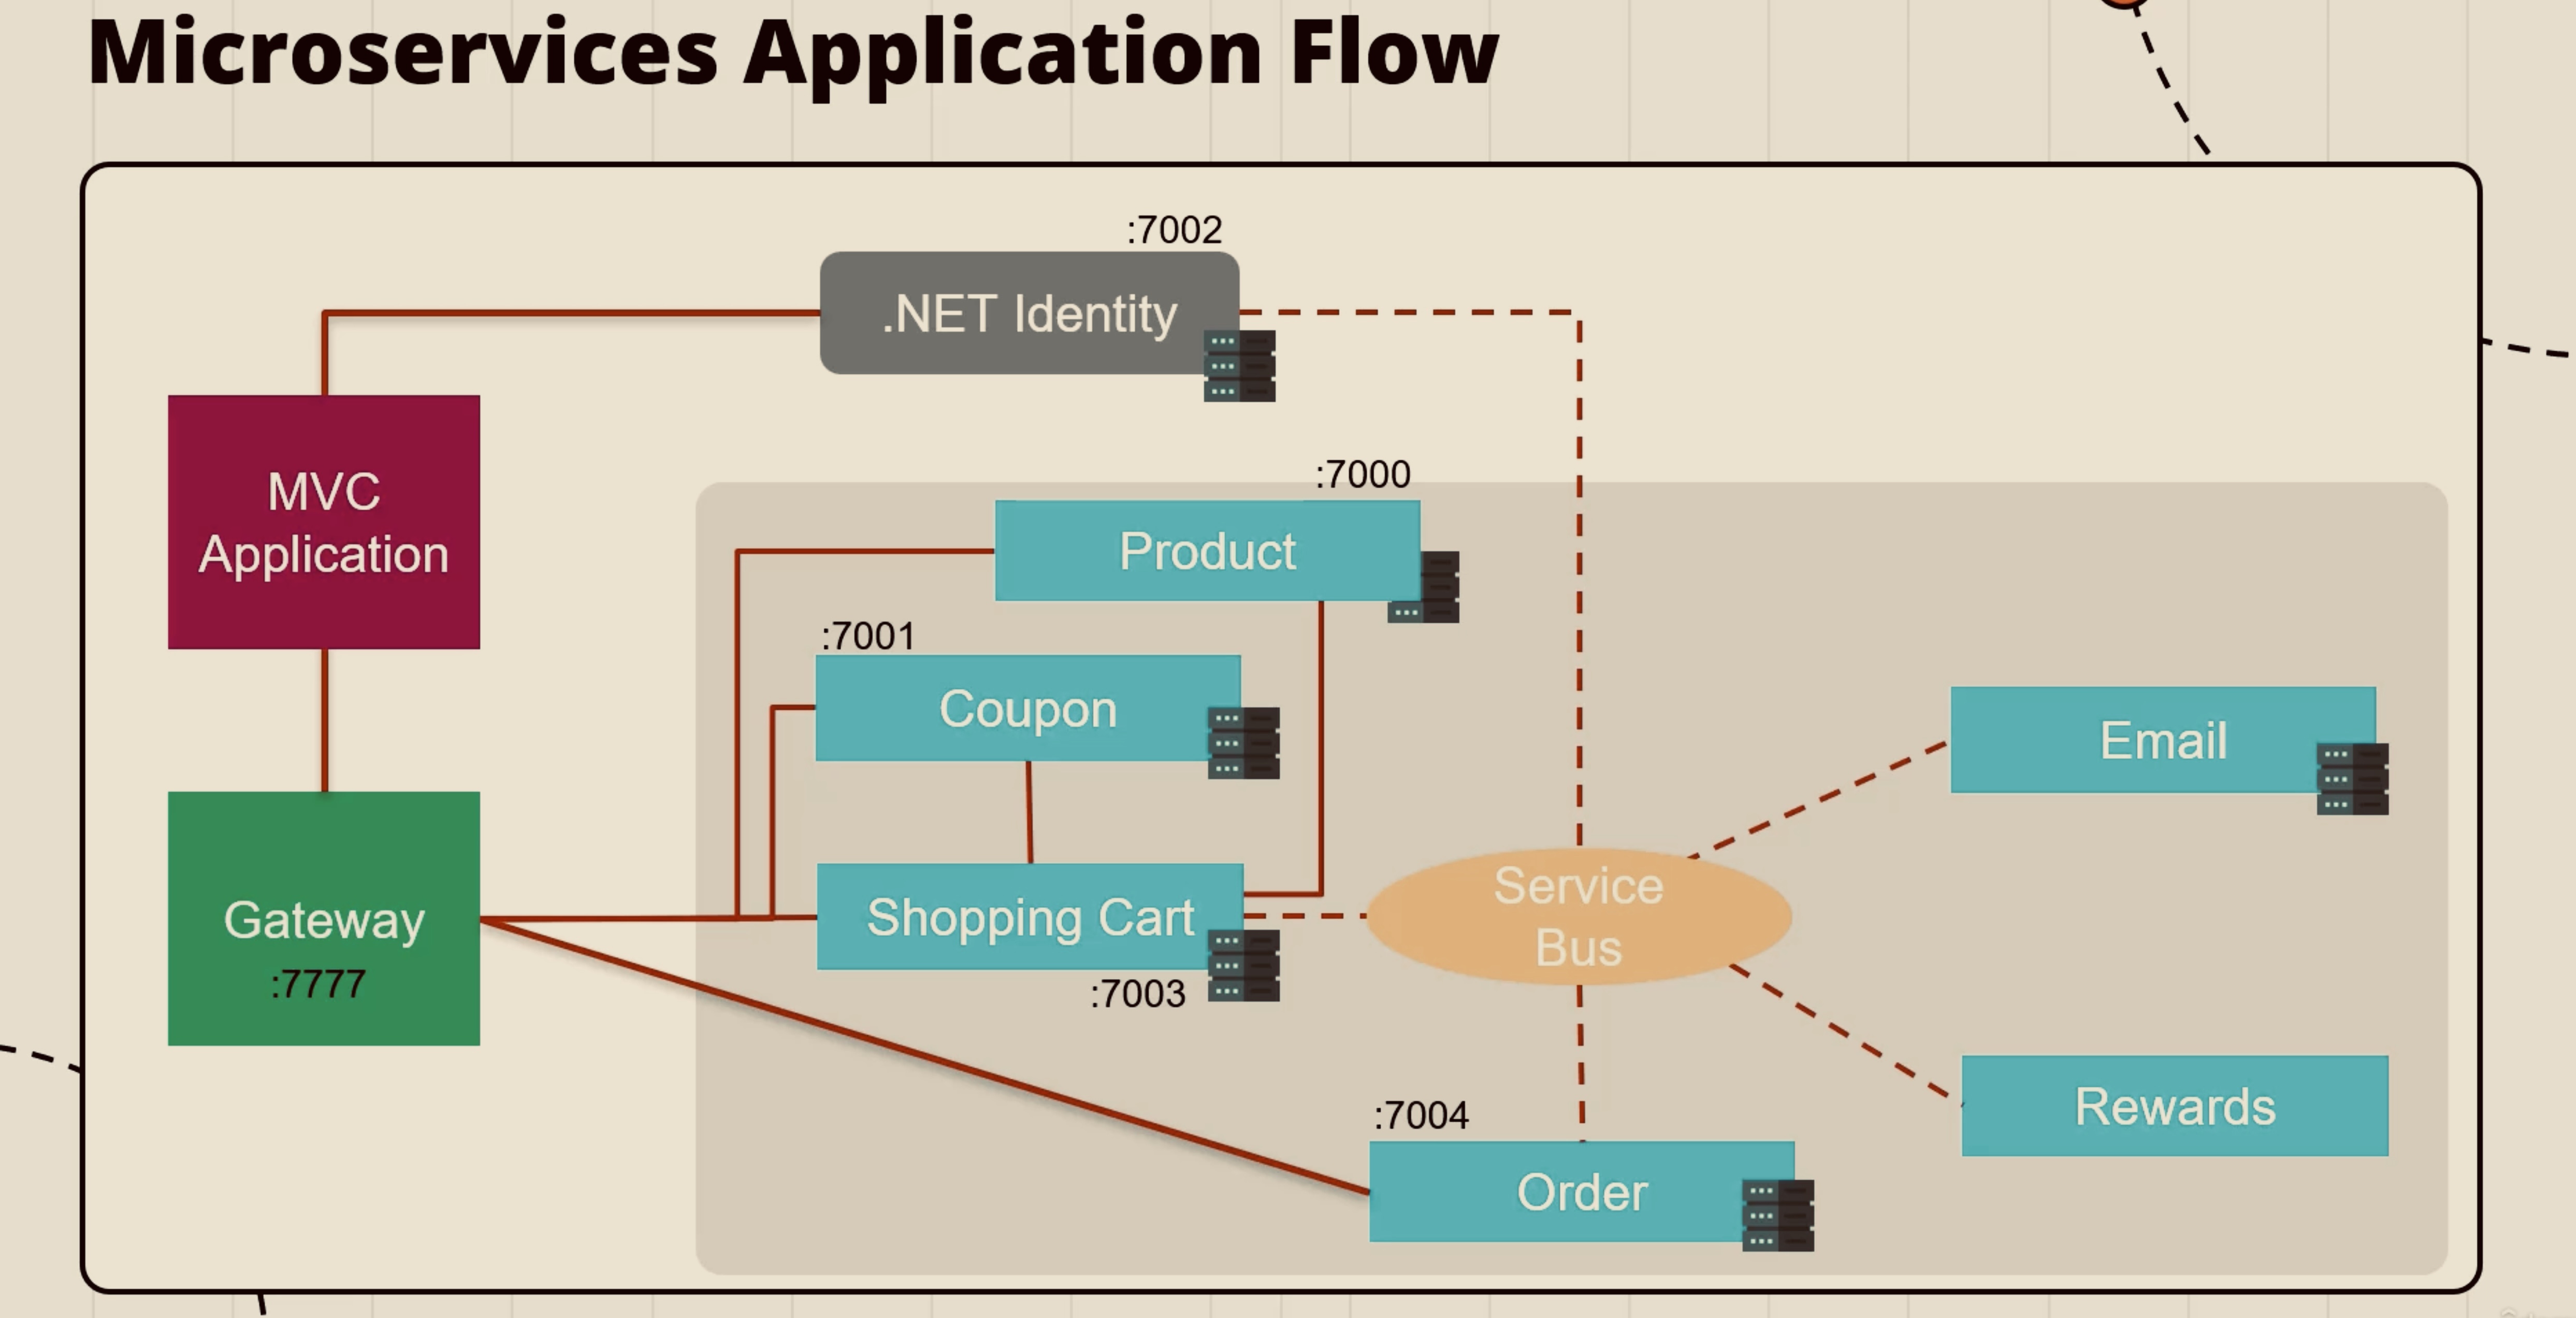 Microservices Application Flow
:7002
.NET Identity
MVC
Application
:7000
Product
:7001
Coupon
Email
Service
Bus
Shopping Cart
Gateway
:7777
:7003
Rewards
:7004
Order